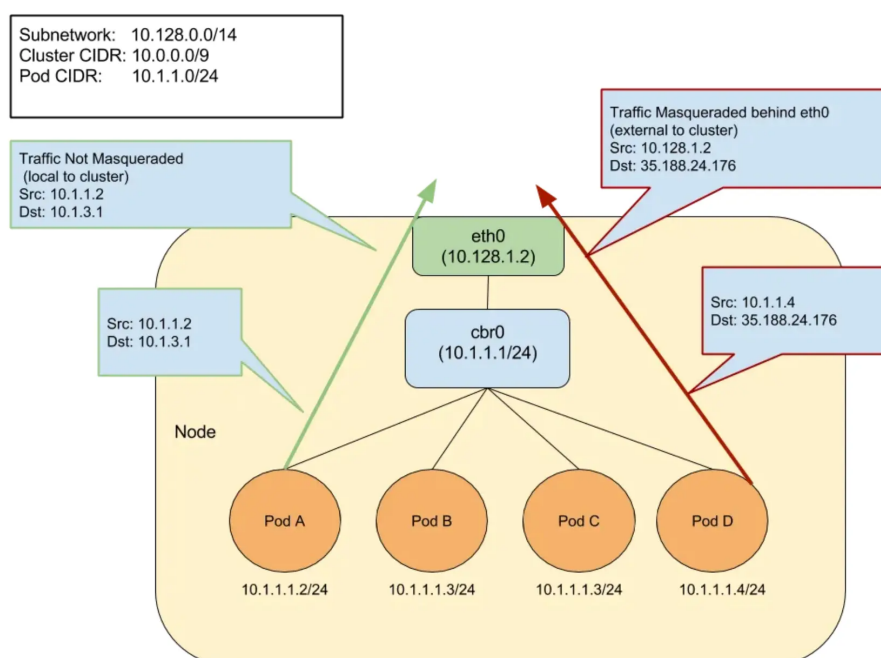 Subnetwork: 10.128.0.0/14
Cluster CIDR: 10.0.0.0/9
Pod CIDR: 10.1.1.0/24
Traffic Masqueraded behind eth0
(external to cluster)
Src: 10.128.1.2
Dst: 35.188.24.176
Traffic Not Masqueraded
(local to cluster)
Src: 10.1.1.2
Dst: 10.1.3.1
eth0
(10.128.1.2)
Src: 10.1.1.2
Dst: 10.1.3.1
Src: 10.1.1.4
Dst: 35.188.24.176
cbr0
(10.1.1.1/24)
Node
Pod A
Pod B
Pod C
Pod D
10.1.1.1.2/24
10.1.1.1.3/24
10.1.1.1.3/24
10.1.1.1.4/24